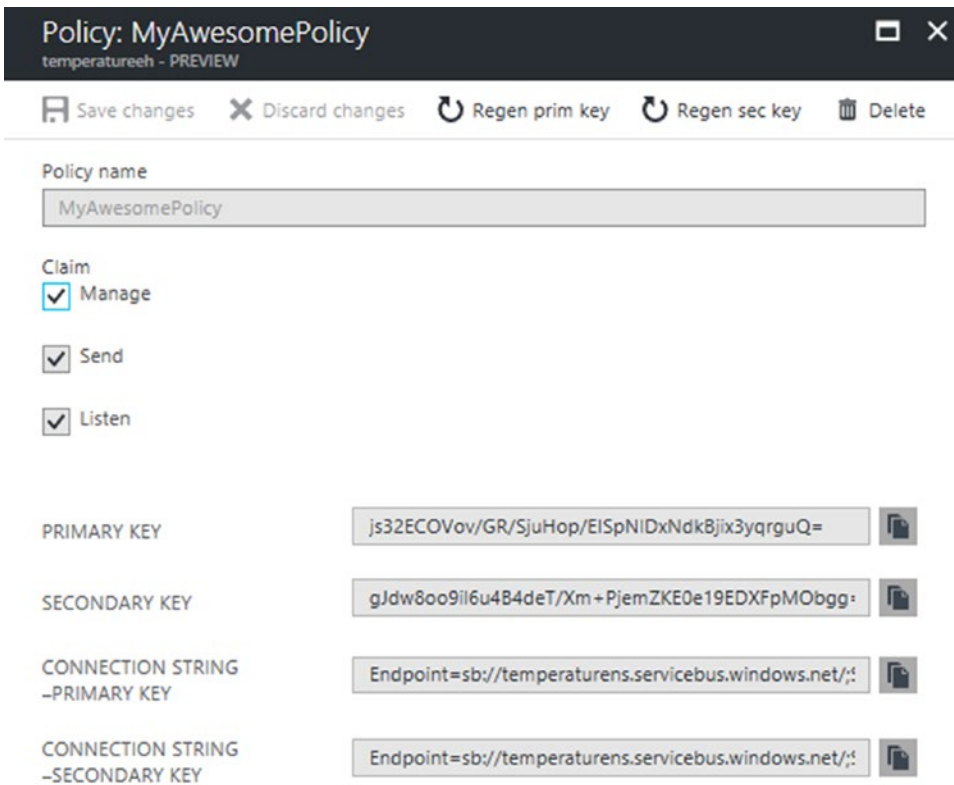 Policy: MyAwesomePolicy
temperatureeh - PREVIEW
Save changes Discard changes Regen prim key Regen sec key Delete
Policy name
MyAwesomePolicy
Claim
Manage
Send
Listen
PRIMARY KEY js32ECOVov/GR/SjuHop/EISpNIDxNdkBjix3yqrguQ=
SECONDARY KEY gJdw8oo9iI6u4B4deT/Xm+PjemZKE0e19EDXFpMObgg=
CONNECTION STRING
–PRIMARY KEY
Endpoint=sb://temperaturens.servicebus.windows.net/;
CONNECTION STRING
–SECONDARY KEY
Endpoint=sb://temperaturens.servicebus.windows.net/;